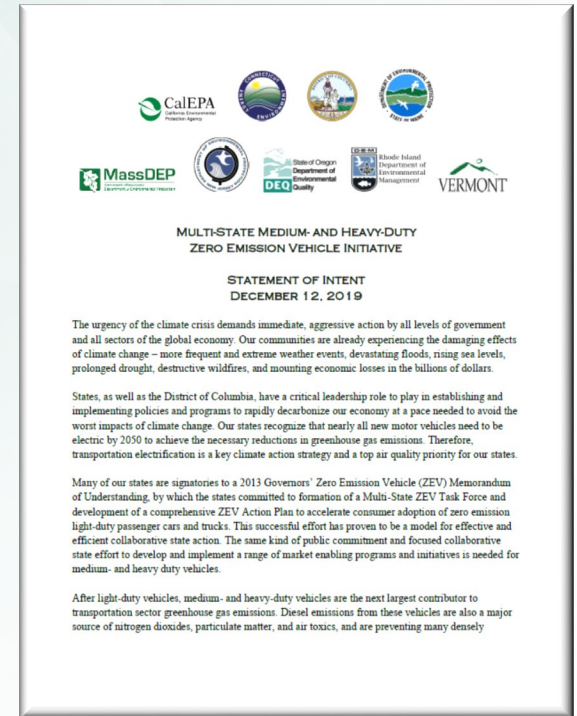 CalEPA
California Environmental
Protection Agency
CONNECTICUT
STATE OF MAINE
MassDEP
State of Oregon
Department of
Environmental
Quality
DEQ
DEM
Rhode Island
Department of
Environmental
Management
VERMONT
MULTI-STATE MEDIUM- AND HEAVY-DUTY
ZERO EMISSION VEHICLE INITIATIVE
STATEMENT OF INTENT
DECEMBER 12, 2019
The urgency of the climate crisis demands immediate, aggressive action by all levels of government
and all sectors of the global economy. Our communities are already experiencing the damaging effects
of climate change – more frequent and extreme weather events, devastating floods, rising sea levels,
prolonged drought, destructive wildfires, and mounting economic losses in the billions of dollars.
States, as well as the District of Columbia, have a critical leadership role to play in establishing and
implementing policies and programs to rapidly decarbonize our economy at a pace needed to avoid the
worst impacts of climate change. Our states recognize that nearly all new motor vehicles need to be
electric by 2050 to achieve the necessary reductions in greenhouse gas emissions. Therefore,
transportation electrification is a key climate action strategy and a top air quality priority for our states.
Many of our states are signatories to a 2013 Governors’ Zero Emission Vehicle (ZEV) Memorandum
of Understanding, by which the states committed to formation of a Multi-State ZEV Task Force and
development of a comprehensive ZEV Action Plan to accelerate consumer adoption of zero emission
light-duty passenger cars and trucks. This successful effort has proven to be a model for effective and
efficient collaborative state action. The same kind of public commitment and focused collaborative
state effort to develop and implement a range of market enabling programs and initiatives is needed for
medium- and heavy duty vehicles.
After light-duty vehicles, medium- and heavy-duty vehicles are the next largest contributor to
transportation sector greenhouse gas emissions. Diesel emissions from these vehicles are also a major
source of nitrogen dioxides, particulate matter, and air toxics, and are preventing many densely